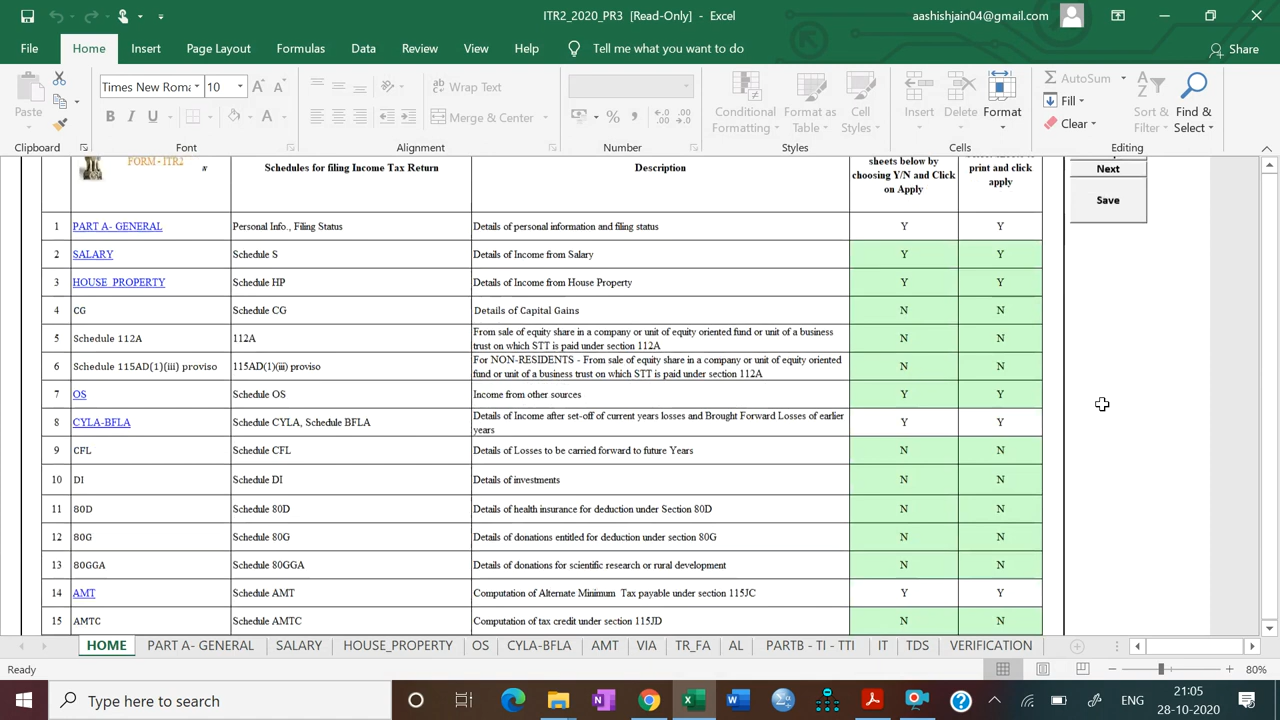 ITR2_2020_PR3 [Read-Only] - Excel
aashishjain04@gmail.com
File Home Insert Page Layout Formulas Data Review View Help Tell me what you want to do Share
Times New Roma 10
Wrap Text
Paste
B I U
Merge & Center
%
Conditional Formatting
Format as Table
Cell Styles
Insert Delete Format
AutoSum
Fill
Clear
Sort & Filter
Find & Select
Clipboard Font Alignment Number Styles Cells Editing
FORM - ITR2
Schedules for filing Income Tax Return
Description
sheets below by
choosing Y/N and Click
on Apply
print and click
apply
Next
Save
1 PART A- GENERAL Personal Info., Filing Status Details of personal information and filing status Y Y
2 SALARY Schedule S Details of Income from Salary Y Y
3 HOUSE_PROPERTY Schedule HP Details of Income from House Property Y Y
4 CG Schedule CG Details of Capital Gains N N
5 Schedule 112A 112A From sale of equity share in a company or unit of equity oriented fund or unit of a business
trust on which STT is paid under section 112A N N
6 Schedule 115AD(1)(iii) proviso 115AD(1)(iii) proviso For NON-RESIDENTS - From sale of equity share in a company or unit of equity oriented
fund or unit of a business trust on which STT is paid under section 112A N N
7 OS Schedule OS Income from other sources Y Y
8 CYLA-BFLA Schedule CYLA, Schedule BFLA Details of Income after set-off of current years losses and Brought Forward Losses of earlier
years Y Y
9 CFL Schedule CFL Details of Losses to be carried forward to future Years N N
10 DI Schedule DI Details of investments N N
11 80D Schedule 80D Details of health insurance for deduction under Section 80D N N
12 80G Schedule 80G Details of donations entitled for deduction under section 80G N N
13 80GGA Schedule 80GGA Details of donations for scientific research or rural development N N
14 AMT Schedule AMT Computation of Alternate Minimum Tax payable under section 115JC Y Y
15 AMTC Schedule AMTC Computation of tax credit under section 115JD N N
HOME PART A- GENERAL SALARY HOUSE_PROPERTY OS CYLA-BFLA AMT VIA TR_FA AL PARTB - TI - TTI IT TDS VERIFICATION
Ready
80%
Type here to search
ENG
21:05
28-10-2020